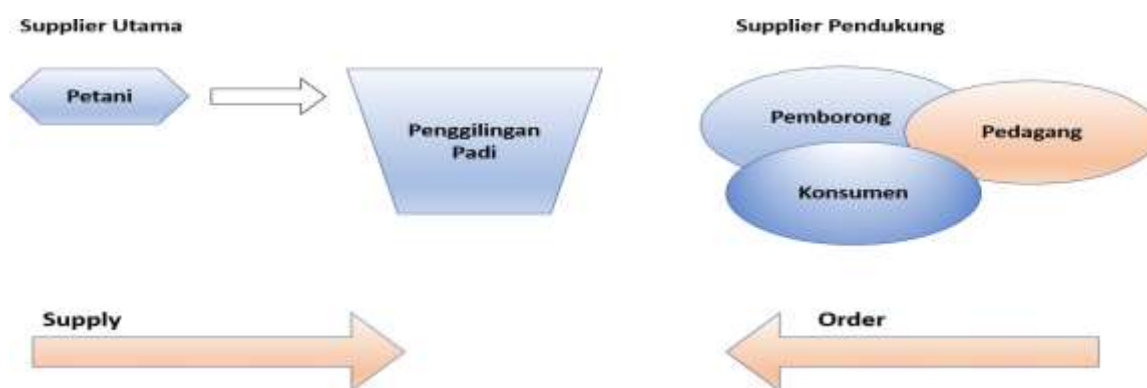 Supplier Utama
Supplier Pendukung
Petani
Penggilingan
Padi
Pemborong
Pedagang
Konsumen
Supply
Order